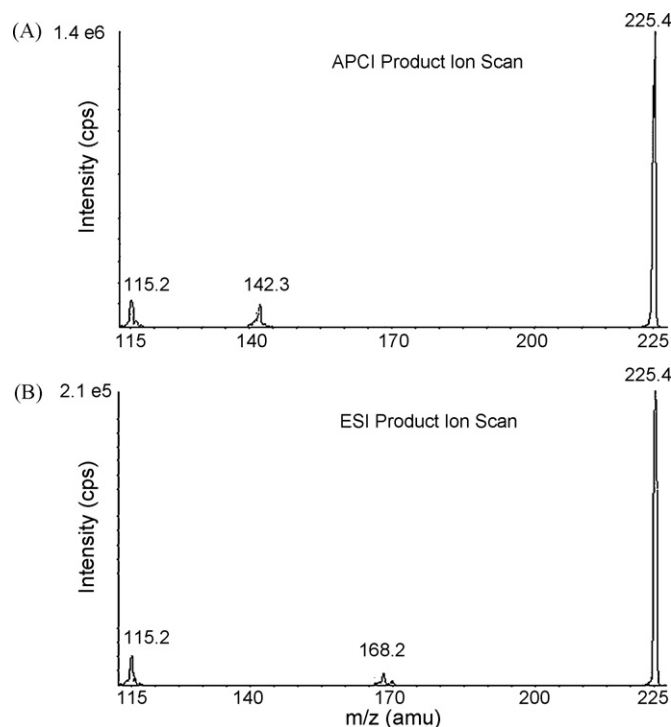 (A)
1.4 e6
225.4
APCI Product Ion Scan
Intensity (cps)
115.2
142.3
115 140 170 200 225
(B)
2.1 e5
225.4
ESI Product Ion Scan
Intensity (cps)
115.2
168.2
115 140 170 200 225
m/z (amu)